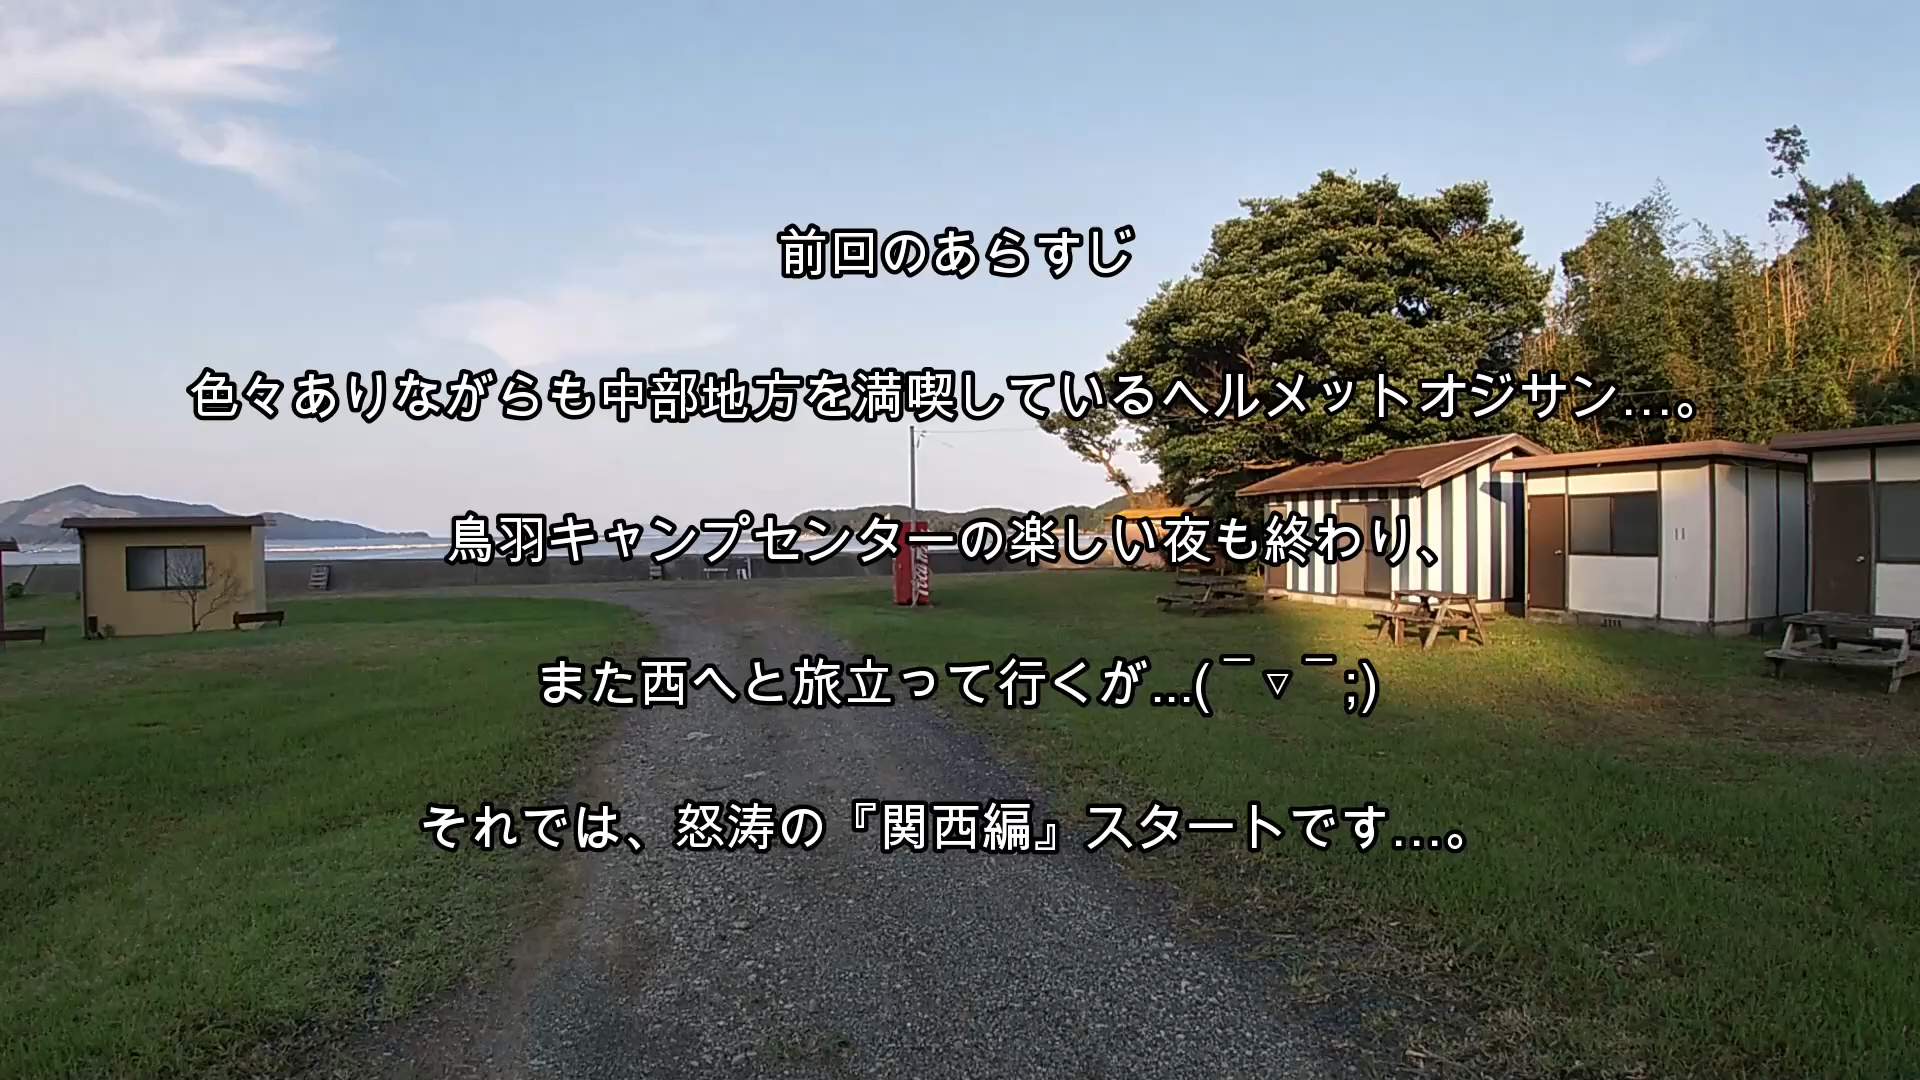 前回のあらすじ
色々ありながらも中部地方を満喫しているヘルメットオジサン…。
鳥羽キャンプセンターの楽しい夜も終わり、
また西へと旅立って行くが...(￣▽￣;)
それでは、怒涛の『関西編』スタートです…。
11